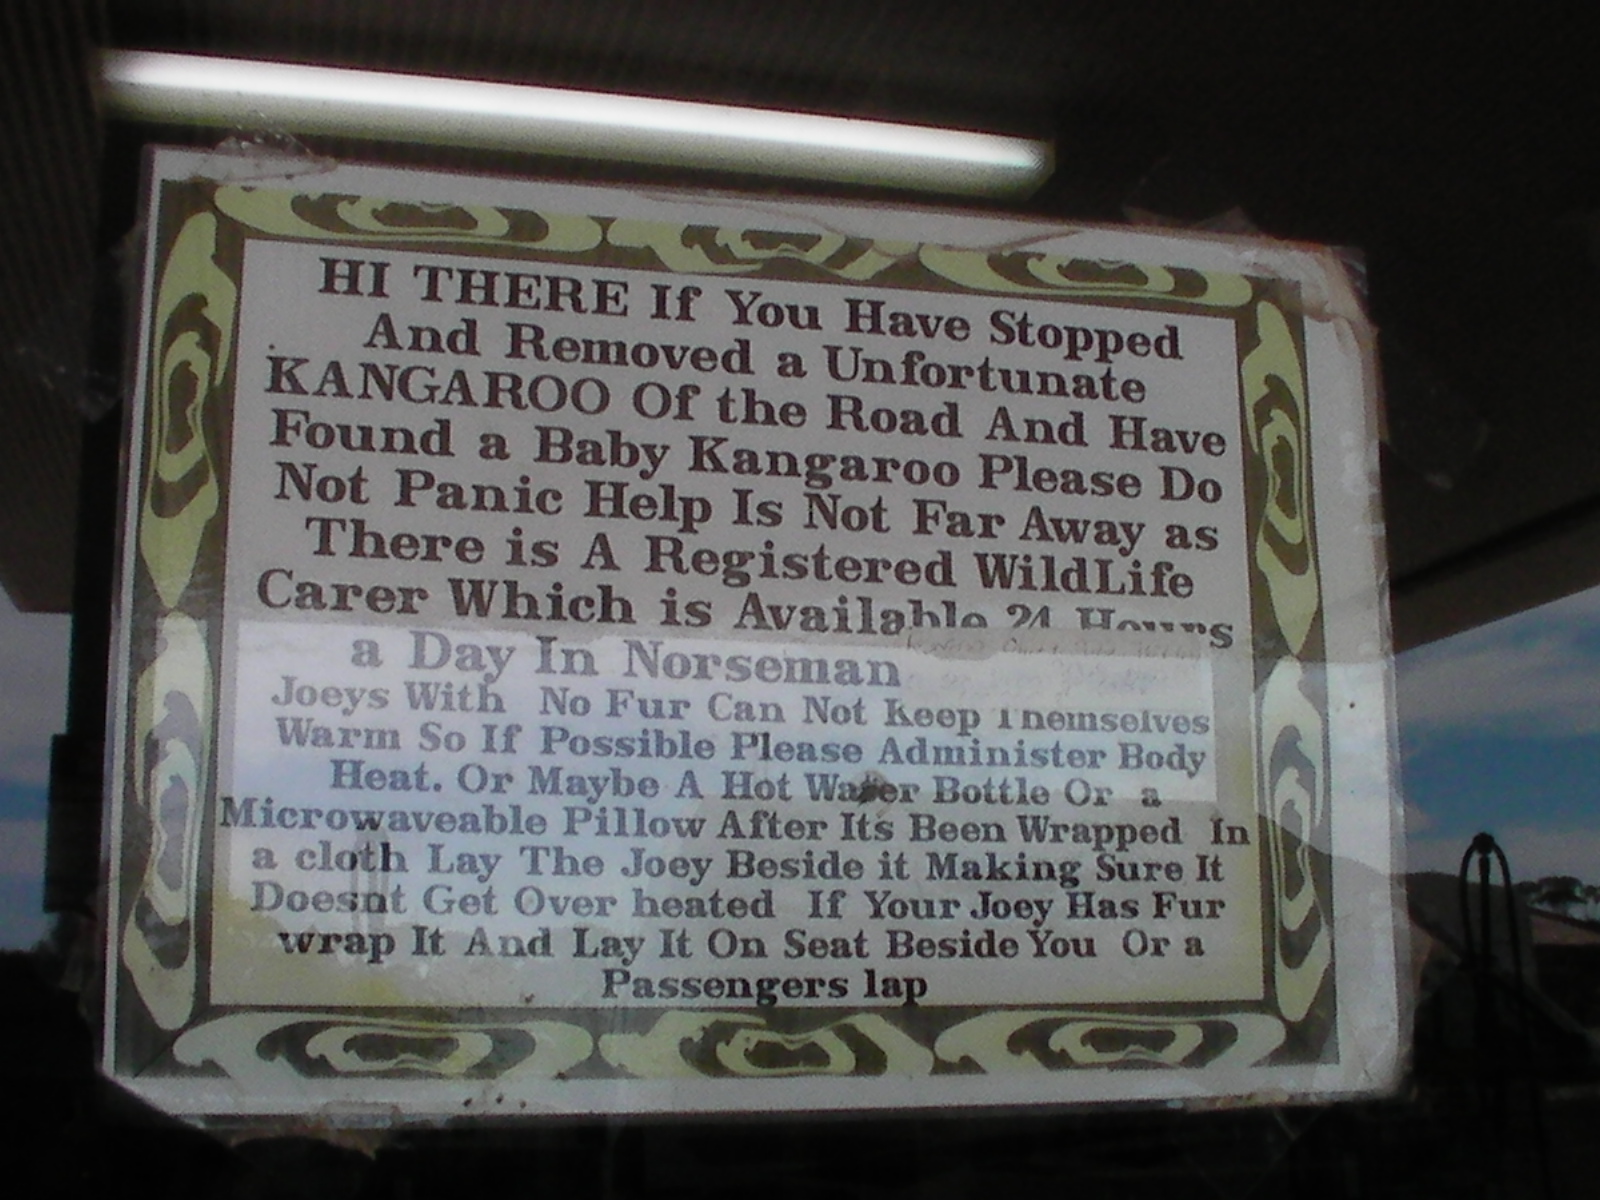 HI THERE If You Have Stopped
And Removed a Unfortunate
KANGAROO Of the Road And Have
Found a Baby Kangaroo Please Do
Not Panic Help Is Not Far Away as
There is A Registered WildLife
Carer Which is Available 24 Hours
a Day In Norseman
Joeys With No Fur Can Not Keep Themselves
Warm So If Possible Please Administer Body
Heat. Or Maybe A Hot Water Bottle Or a
Microwaveable Pillow After Its Been Wrapped In
a cloth Lay The Joey Beside it Making Sure It
Doesnt Get Over heated If Your Joey Has Fur
wrap It And Lay It On Seat Beside You Or a
Passengers lap